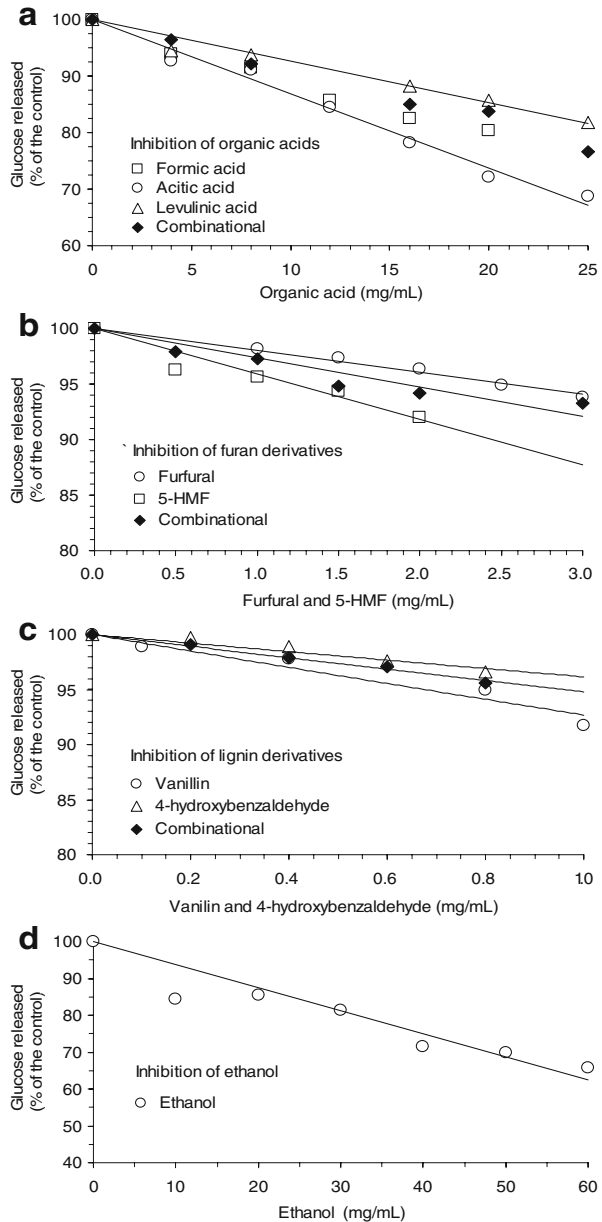 a
100
90
80
70
60
Glucose released
(% of the control)
Inhibition of organic acids
Formic acid
Acitic acid
Levulinic acid
Combinational
0 5 10 15 20 25
Organic acid (mg/mL)
b
100
95
90
85
80
Glucose released
(% of the control)
` Inhibition of furan derivatives
Furfural
5-HMF
Combinational
0.0 0.5 1.0 1.5 2.0 2.5 3.0
Furfural and 5-HMF (mg/mL)
c
100
95
90
85
80
Glucose released
(% of the control)
Inhibition of lignin derivatives
Vanillin
4-hydroxybenzaldehyde
Combinational
0.0 0.2 0.4 0.6 0.8 1.0
Vanilin and 4-hydroxybenzaldehyde (mg/mL)
d
100
90
80
70
60
50
40
Glucose released
(% of the control)
Inhibition of ethanol
Ethanol
0 10 20 30 40 50 60
Ethanol (mg/mL)